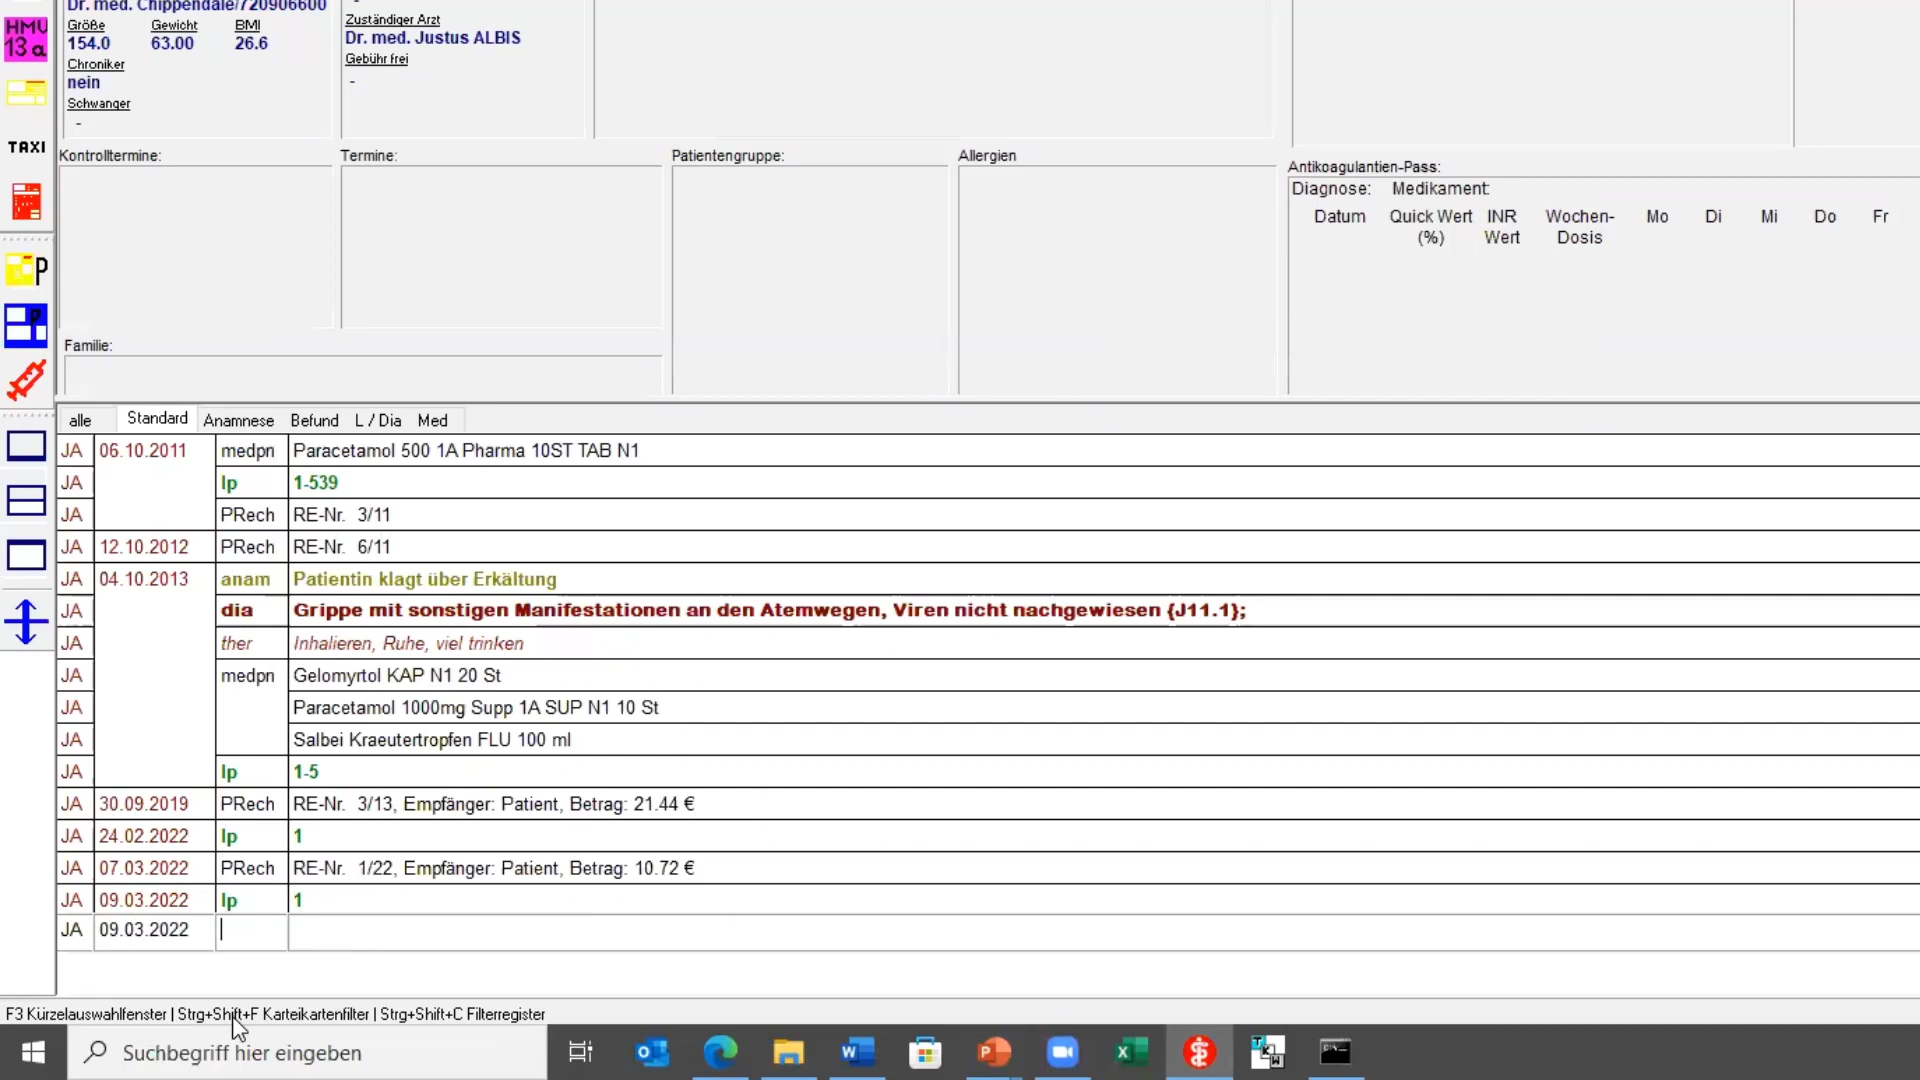 Dr. med. Chippendale/720906600
Größe Gewicht BMI
154.0 63.00 26.6
Chroniker
nein
Schwanger
-
Zuständiger Arzt
Dr. med. Justus ALBIS
Gebühr frei
-
HMV
13 a
TAXI
P
P
Kontrolltermine:
Termine:
Patientengruppe:
Allergien
Antikoagulantien-Pass:
Diagnose: Medikament:
Datum Quick Wert INR Wochen- Mo Di Mi Do Fr
(%) Wert Dosis
Familie:
alle Standard Anamnese Befund L / Dia Med
JA 06.10.2011 medpn Paracetamol 500 1A Pharma 10ST TAB N1
JA lp 1-539
JA PRech RE-Nr. 3/11
JA 12.10.2012 PRech RE-Nr. 6/11
JA 04.10.2013 anam Patientin klagt über Erkältung
JA dia Grippe mit sonstigen Manifestationen an den Atemwegen, Viren nicht nachgewiesen {J11.1};
JA ther Inhalieren, Ruhe, viel trinken
JA medpn Gelomyrtol KAP N1 20 St
JA Paracetamol 1000mg Supp 1A SUP N1 10 St
JA Salbei Kraeutertropfen FLU 100 ml
JA lp 1-5
JA 30.09.2019 PRech RE-Nr. 3/13, Empfänger: Patient, Betrag: 21.44 €
JA 24.02.2022 lp 1
JA 07.03.2022 PRech RE-Nr. 1/22, Empfänger: Patient, Betrag: 10.72 €
JA 09.03.2022 lp 1
JA 09.03.2022
F3 Kürzelauswahlfenster | Strg+Shift+F Karteikartenfilter | Strg+Shift+C Filterregister
Suchbegriff hier eingeben